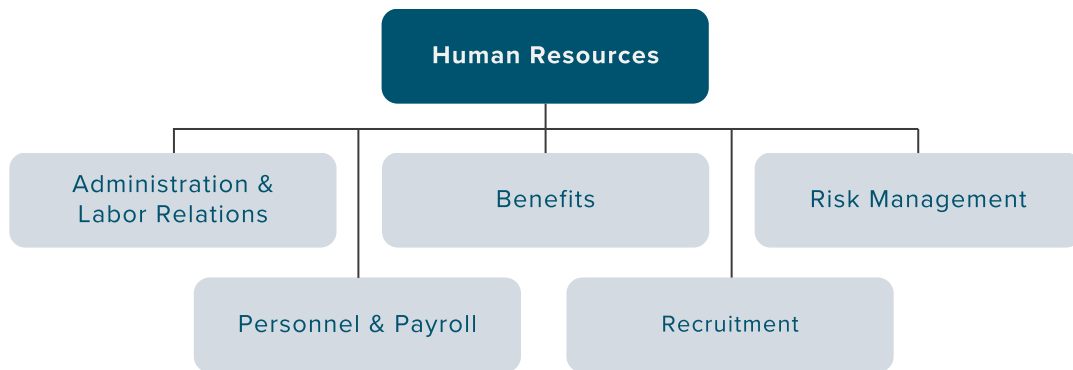 Human Resources
Administration &
Labor Relations
Benefits
Risk Management
Personnel & Payroll
Recruitment